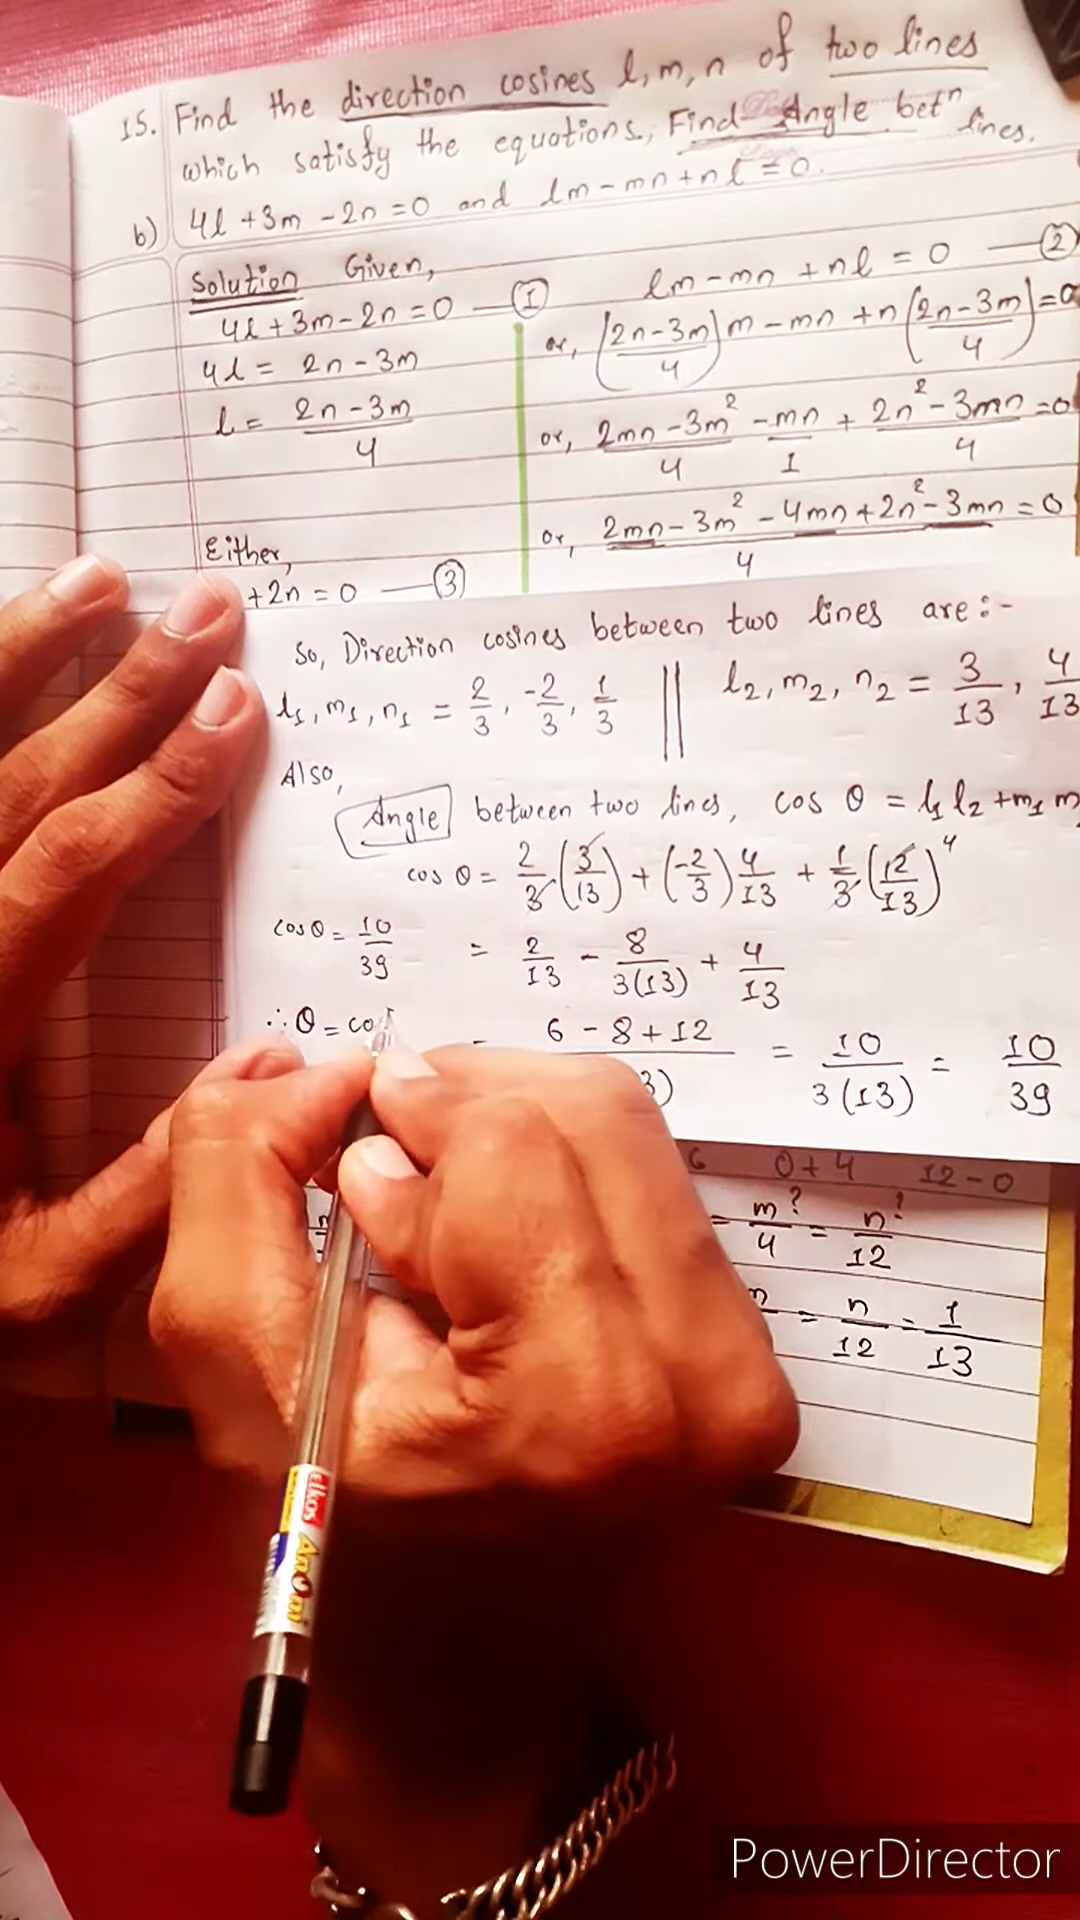 15. Find the direction cosines l, m, n of two lines
which satisfy the equations, Find Angle betⁿ lines.
b) 4l + 3m - 2n = 0 and lm - mn + nl = 0.
Solution Given,
4l + 3m - 2n = 0 — ①
4l = 2n - 3m
l = (2n - 3m)/4
lm - mn + nl = 0 — ②
or, ((2n - 3m)/4) m - mn + n ((2n - 3m)/4) = 0
or, (2mn - 3m²)/4 - mn/1 + (2n² - 3mn)/4 = 0
or, (2mn - 3m² - 4mn + 2n² - 3mn)/4 = 0
Either,
+ 2n = 0 — ③
So, Direction cosines between two lines are :-
l₁, m₁, n₁ = 2/3, -2/3, 1/3 || l₂, m₂, n₂ = 3/13, 4/13
Also,
Angle between two lines, cos θ = l₁ l₂ + m₁ m
cos θ = 2/3 (3/13) + (-2/3) 4/13 + 1/3 (12/13) 4
cos θ = 10/39
= 2/13 - 8/3(13) + 4/13
∴ θ = co
6 - 8 + 12
3)
= 10/3(13) = 10/39
0 + 4 12 - 0
= m?/4 = n?/12
= n/12 = 1/13
Elkos
PowerDirector